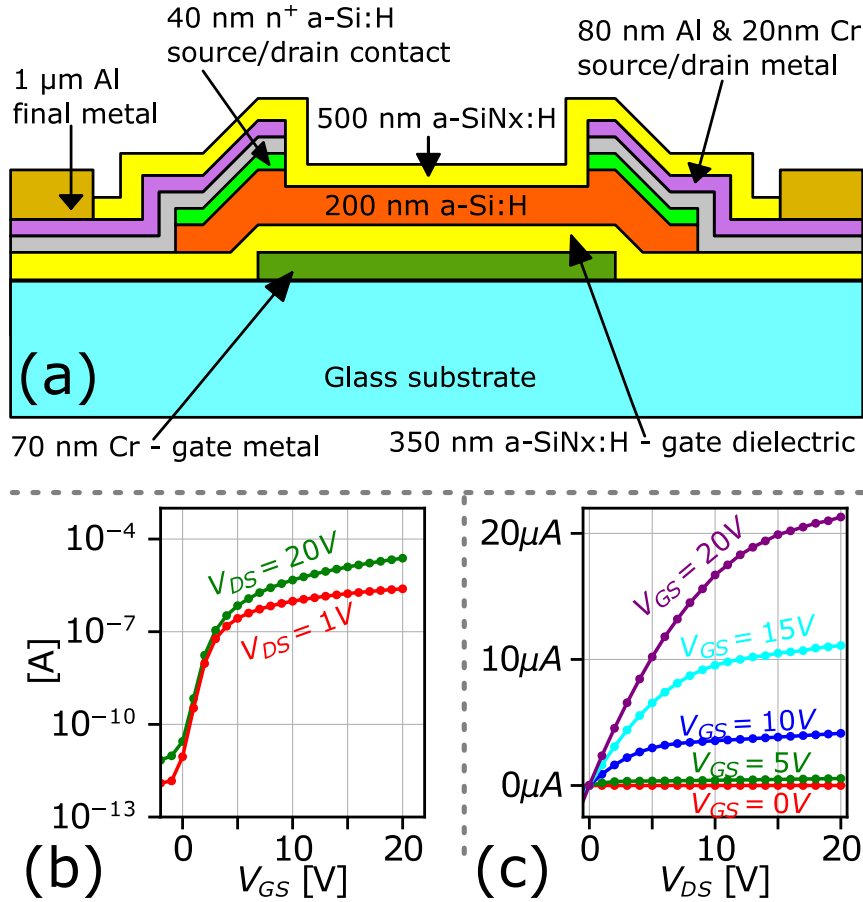 40 nm n⁺ a-Si:H
source/drain contact
80 nm Al & 20nm Cr
source/drain metal
1 µm Al
final metal
500 nm a-SiNx:H
200 nm a-Si:H
(a)
Glass substrate
70 nm Cr - gate metal
350 nm a-SiNx:H - gate dielectric
[A]
10⁻⁴
10⁻⁷
10⁻¹⁰
10⁻¹³
V_DS = 20V
V_DS = 1V
0
10
20
V_GS [V]
(b)
20µA
10µA
0µA
V_GS = 20V
V_GS = 15V
V_GS = 10V
V_GS = 5V
V_GS = 0V
0
10
20
V_DS [V]
(c)